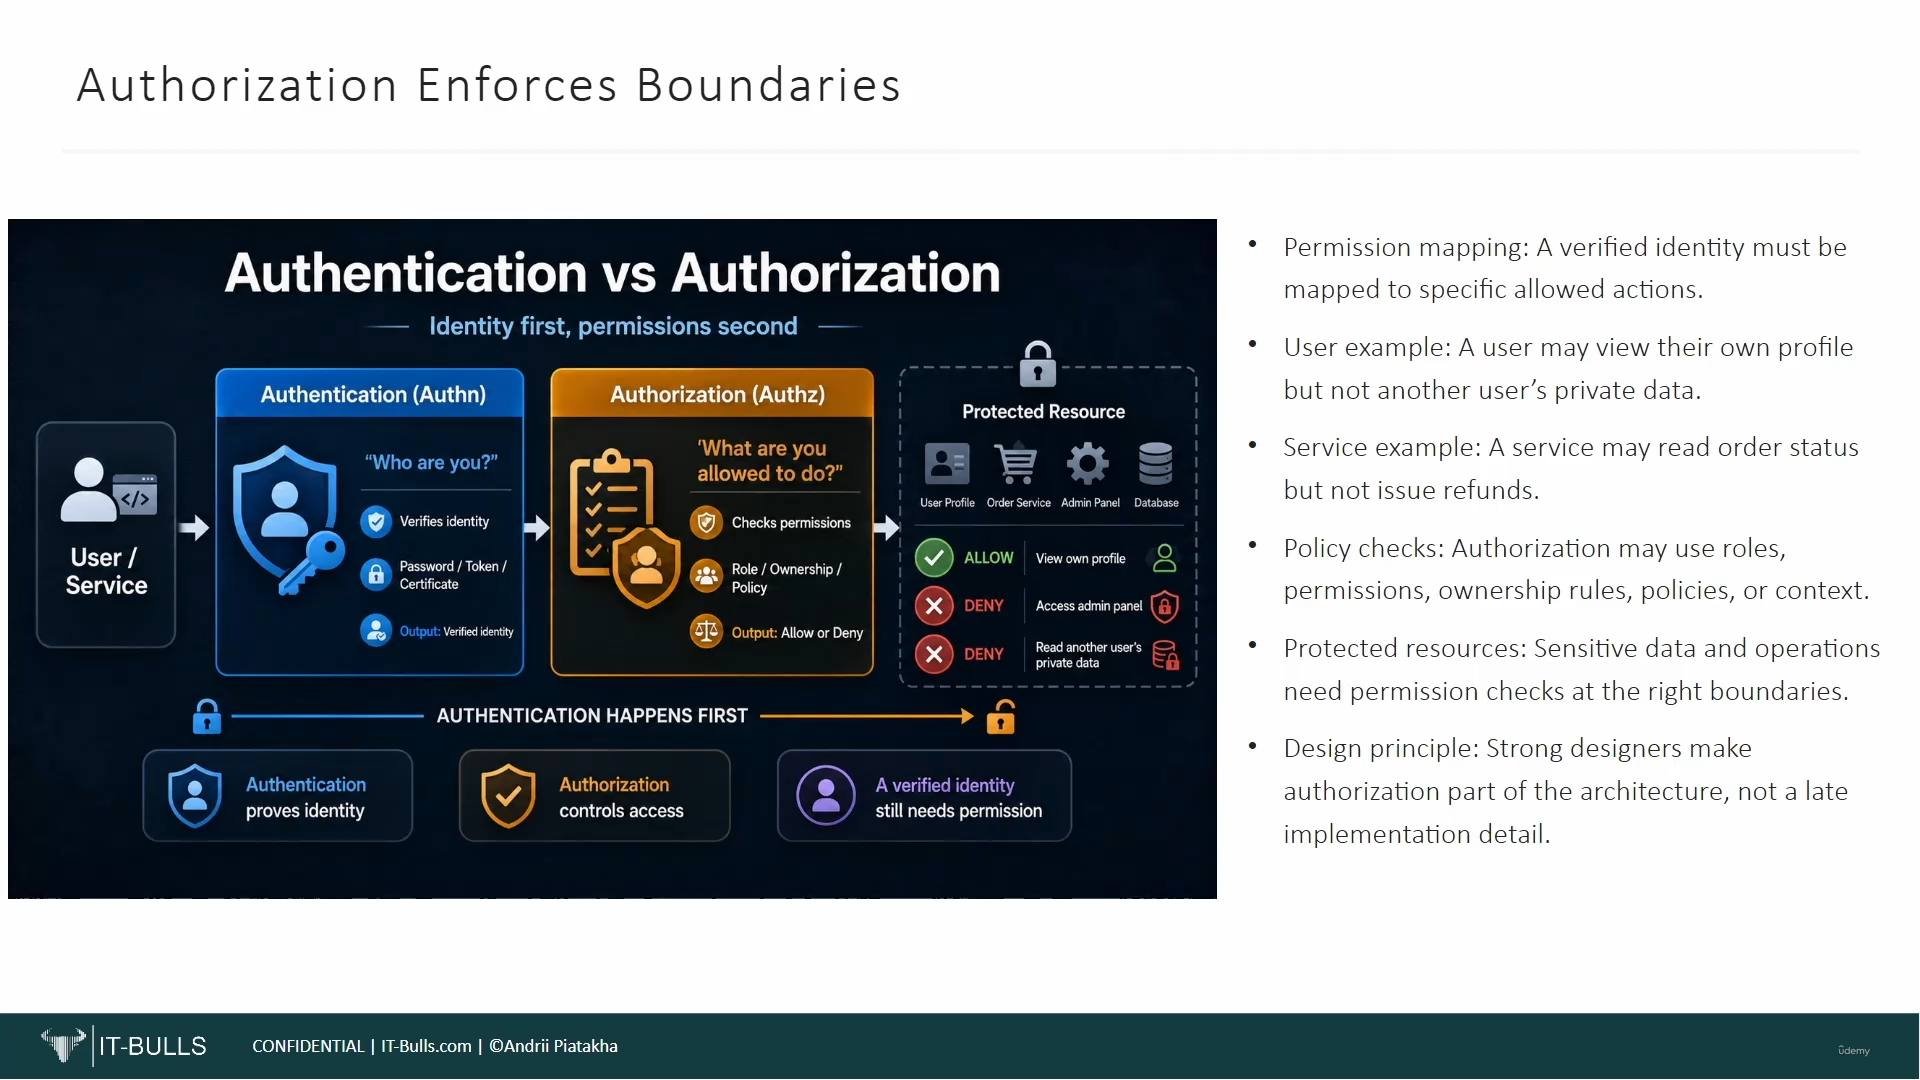 Authorization Enforces Boundaries
Authentication vs Authorization
Identity first, permissions second
User /
Service
Authentication (Authn)
“Who are you?”
Verifies identity
Password / Token /
Certificate
Output: Verified identity
Authorization (Authz)
‘What are you
allowed to do?”
Checks permissions
Role / Ownership /
Policy
Output: Allow or Deny
Protected Resource
User Profile
Order Service
Admin Panel
Database
ALLOW
View own profile
DENY
Access admin panel
DENY
Read another user's
private data
AUTHENTICATION HAPPENS FIRST
Authentication
proves identity
Authorization
controls access
A verified identity
still needs permission
• Permission mapping: A verified identity must be
mapped to specific allowed actions.
• User example: A user may view their own profile
but not another user’s private data.
• Service example: A service may read order status
but not issue refunds.
• Policy checks: Authorization may use roles,
permissions, ownership rules, policies, or context.
• Protected resources: Sensitive data and operations
need permission checks at the right boundaries.
• Design principle: Strong designers make
authorization part of the architecture, not a late
implementation detail.
IT-BULLS
CONFIDENTIAL | IT-Bulls.com | ©Andrii Piatakha
udemy